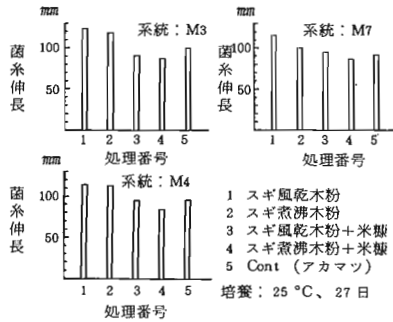 mm
系統：M3
菌糸伸長
100
50
1 2 3 4 5
処理番号
mm
系統：M7
菌糸伸長
100
50
1 2 3 4 5
処理番号
mm
系統：M4
菌糸伸長
100
50
1 2 3 4 5
処理番号
1 スギ風乾木粉
2 スギ煮沸木粉
3 スギ風乾木粉＋米糠
4 スギ煮沸木粉＋米糠
5 Cont （アカマツ）
培養：25 ℃、27 日